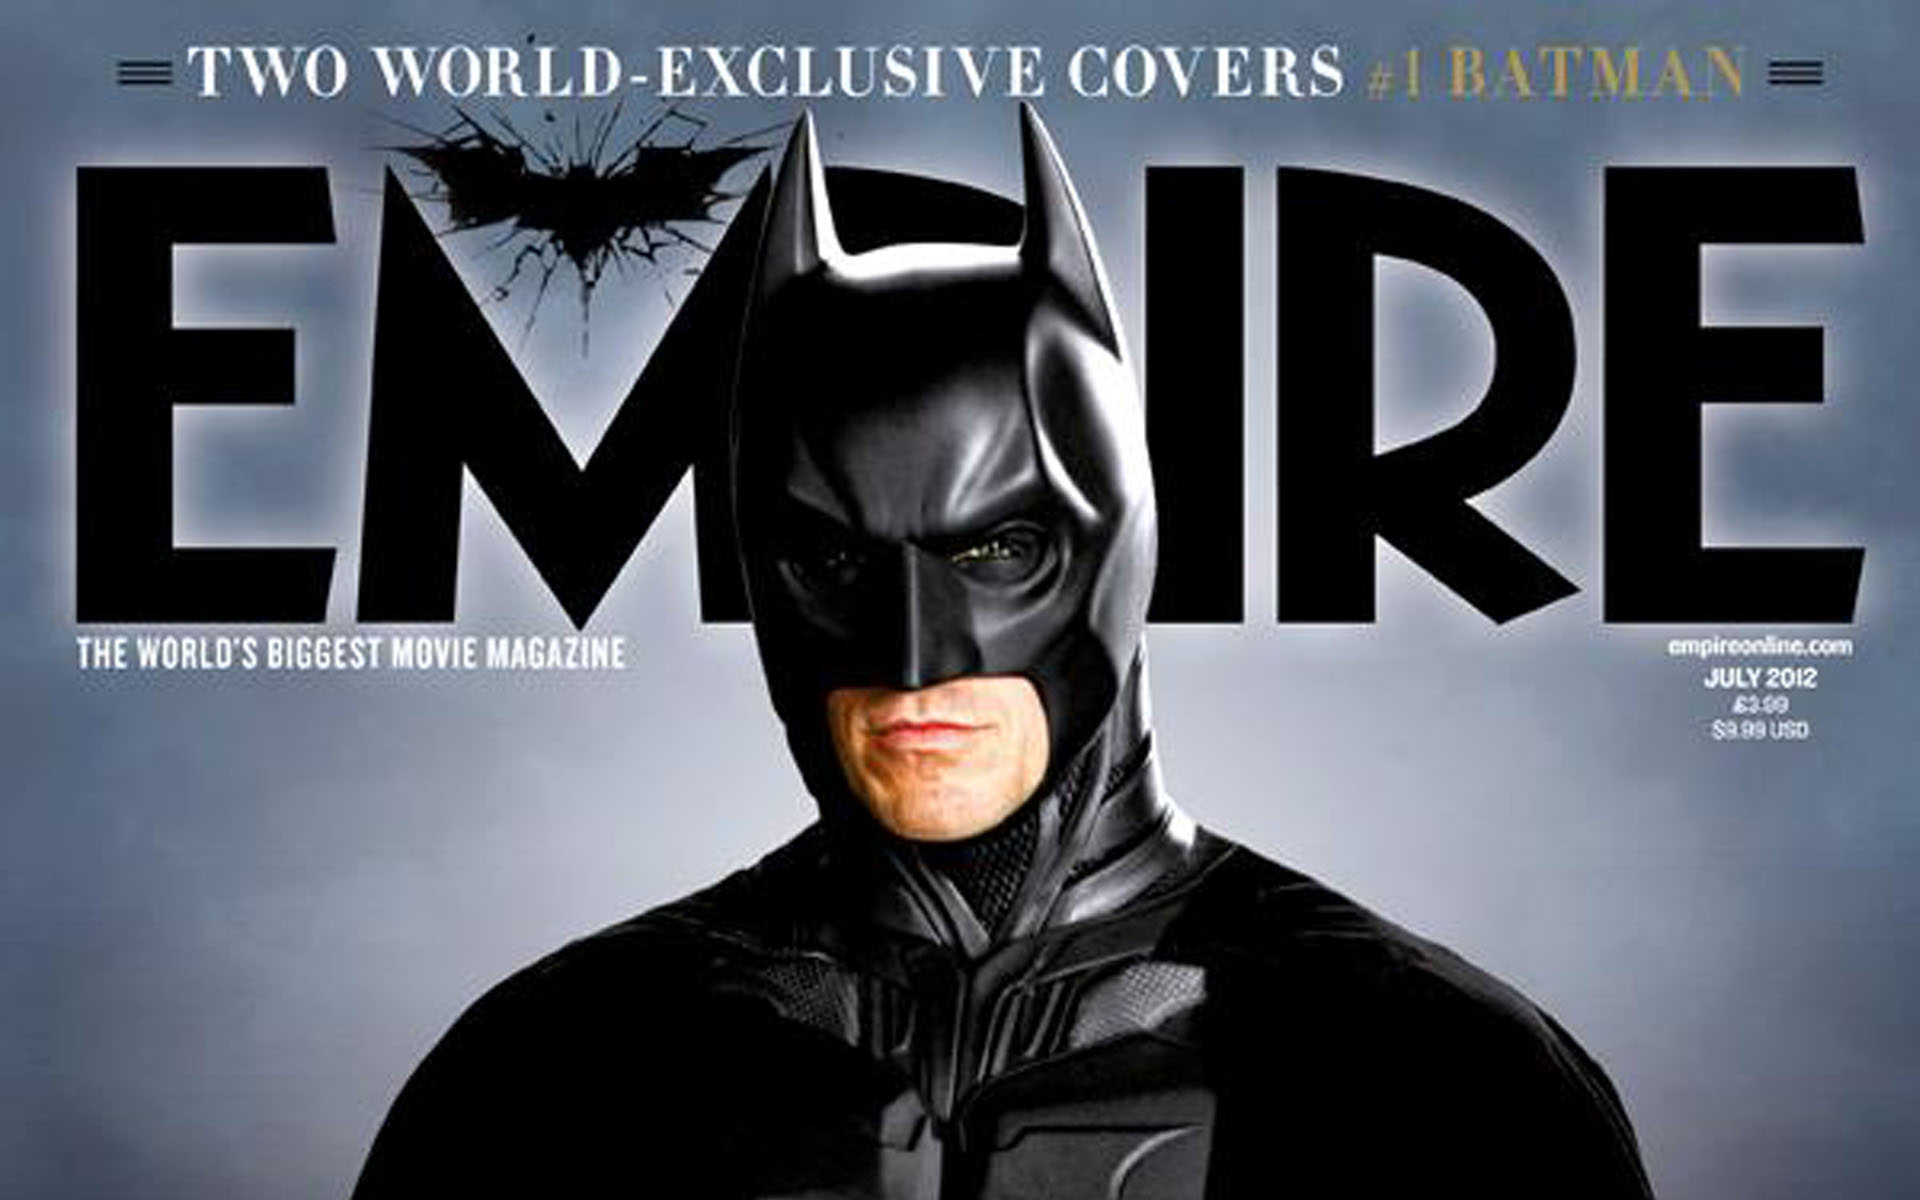 TWO WORLD-EXCLUSIVE COVERS #1 BATMAN
EMPIRE
THE WORLD'S BIGGEST MOVIE MAGAZINE
empireonline.com
JULY 2012
£3.99
$9.99 USD